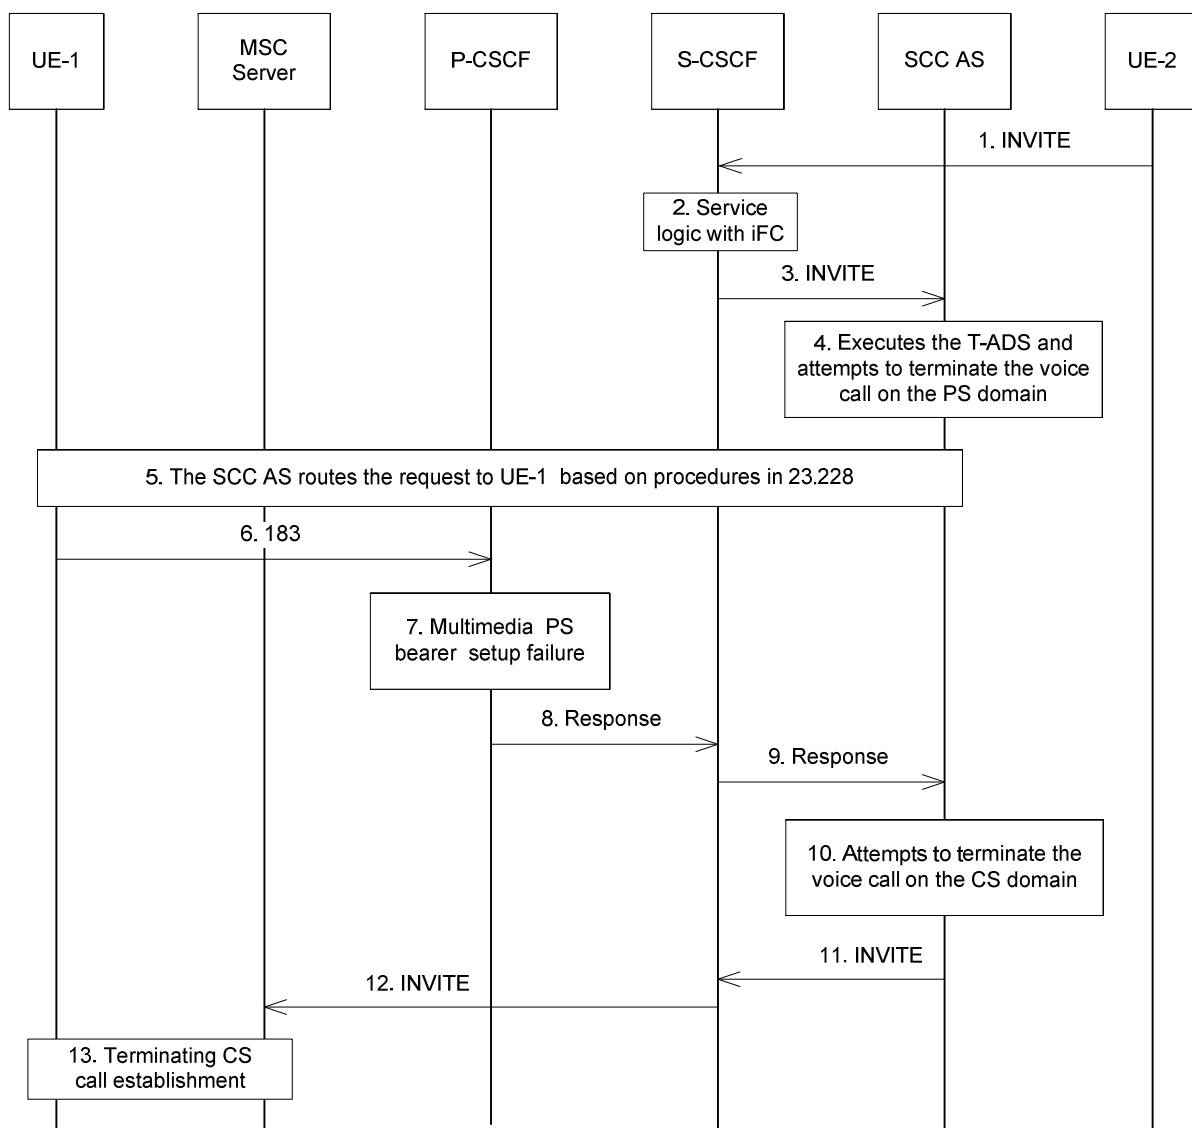 UE-1
MSC
Server
P-CSCF
S-CSCF
SCC AS
UE-2
1. INVITE
2. Service
logic with iFC
3. INVITE
4. Executes the T-ADS and
attempts to terminate the voice
call on the PS domain
5. The SCC AS routes the request to UE-1 based on procedures in 23.228
6. 183
7. Multimedia PS
bearer setup failure
8. Response
9. Response
10. Attempts to terminate the
voice call on the CS domain
11. INVITE
12. INVITE
13. Terminating CS
call establishment